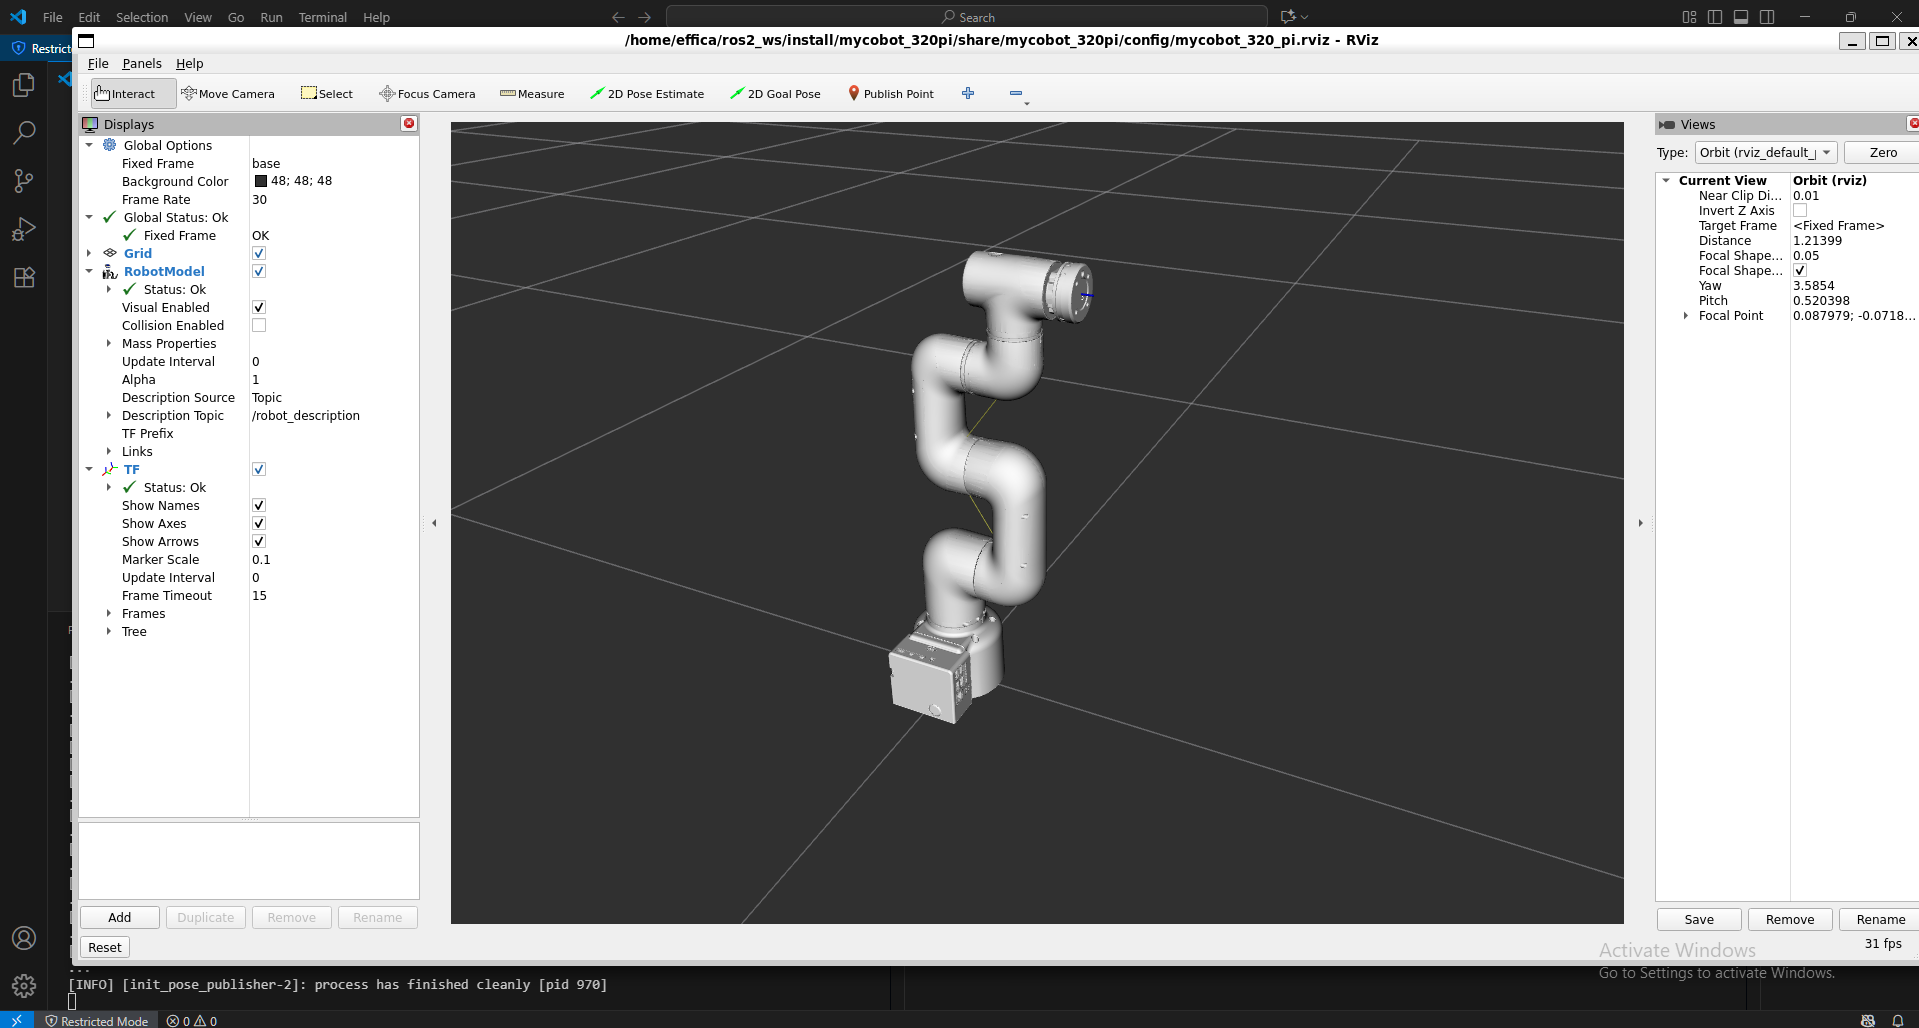 File Edit Selection View Go Run Terminal Help
Search
/home/effica/ros2_ws/install/mycobot_320pi/share/mycobot_320pi/config/mycobot_320_pi.rviz - RViz
File Panels Help
Interact Move Camera Select Focus Camera Measure 2D Pose Estimate 2D Goal Pose Publish Point
Displays
Global Options
Fixed Frame base
Background Color 48; 48; 48
Frame Rate 30
Global Status: Ok
Fixed Frame OK
Grid
RobotModel
Status: Ok
Visual Enabled
Collision Enabled
Mass Properties
Update Interval 0
Alpha 1
Description Source Topic
Description Topic /robot_description
TF Prefix
Links
TF
Status: Ok
Show Names
Show Axes
Show Arrows
Marker Scale 0.1
Update Interval 0
Frame Timeout 15
Frames
Tree
Add Duplicate Remove Rename
Reset
Views
Type: Orbit (rviz_default_ Zero
Current View Orbit (rviz)
Near Clip Di... 0.01
Invert Z Axis
Target Frame <Fixed Frame>
Distance 1.21399
Focal Shape... 0.05
Focal Shape...
Yaw 3.5854
Pitch 0.520398
Focal Point 0.087979; -0.0718...
Save Remove Rename
31 fps
Activate Windows
Go to Settings to activate Windows.
...
[INFO] [init_pose_publisher-2]: process has finished cleanly [pid 970]
Restricted Mode 0 0